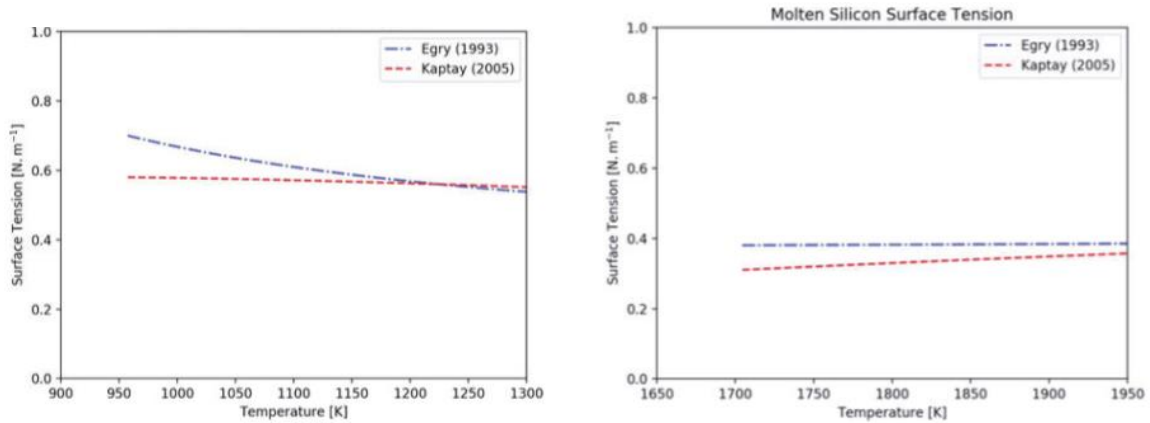 1.0
0.8
0.6
0.4
0.2
0.0
Surface Tension [N.m⁻¹]
900 950 1000 1050 1100 1150 1200 1250 1300
Temperature [K]
Egry (1993)
Kaptay (2005)
Molten Silicon Surface Tension
1.0
0.8
0.6
0.4
0.2
0.0
Surface Tension [N.m⁻¹]
1650 1700 1750 1800 1850 1900 1950
Temperature [K]
Egry (1993)
Kaptay (2005)